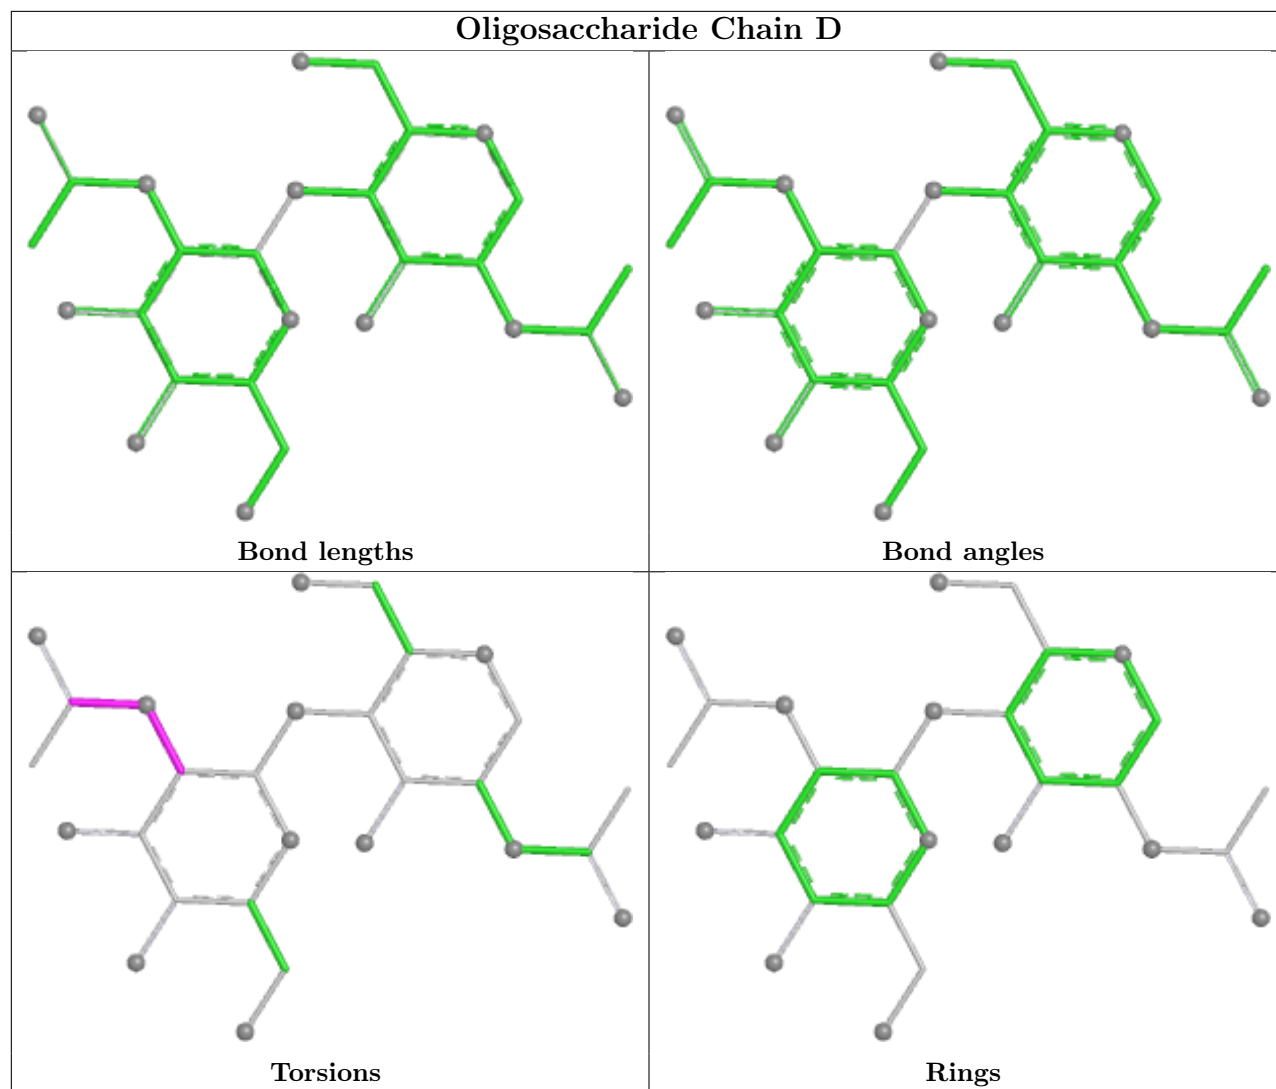 Oligosaccharide Chain D
Bond lengths
Bond angles
Torsions
Rings